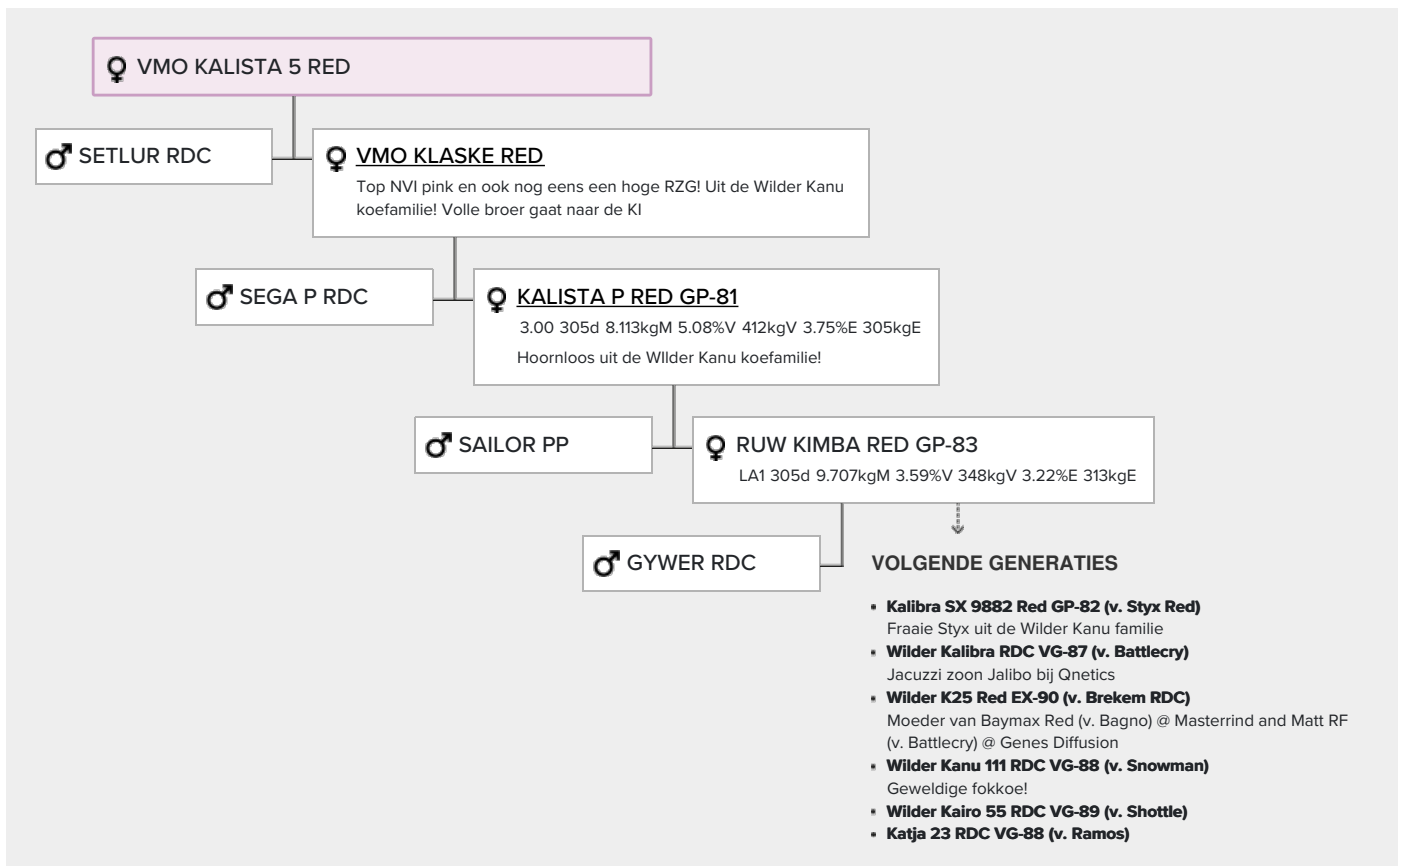 VMO KALISTA 5 RED
SETLUR RDC
VMO KLASKE RED
Top NVI pink en ook nog eens een hoge RZG! Uit de Wilder Kanu
koefamilie! Volle broer gaat naar de KI
SEGA P RDC
KALISTA P RED GP-81
3.00 305d 8.113kgM 5.08%V 412kgV 3.75%E 305kgE
Hoornloos uit de WIlder Kanu koefamilie!
SAILOR PP
RUW KIMBA RED GP-83
LA1 305d 9.707kgM 3.59%V 348kgV 3.22%E 313kgE
GYWER RDC
VOLGENDE GENERATIES
Kalibra SX 9882 Red GP-82 (v. Styx Red)
Fraaie Styx uit de Wilder Kanu familie
Wilder Kalibra RDC VG-87 (v. Battlecry)
Jacuzzi zoon Jalibo bij Qnetics
Wilder K25 Red EX-90 (v. Brekem RDC)
Moeder van Baymax Red (v. Bagno) @ Masterrind and Matt RF
(v. Battlecry) @ Genes Diffusion
Wilder Kanu 111 RDC VG-88 (v. Snowman)
Geweldige fokkoe!
Wilder Kairo 55 RDC VG-89 (v. Shottle)
Katja 23 RDC VG-88 (v. Ramos)